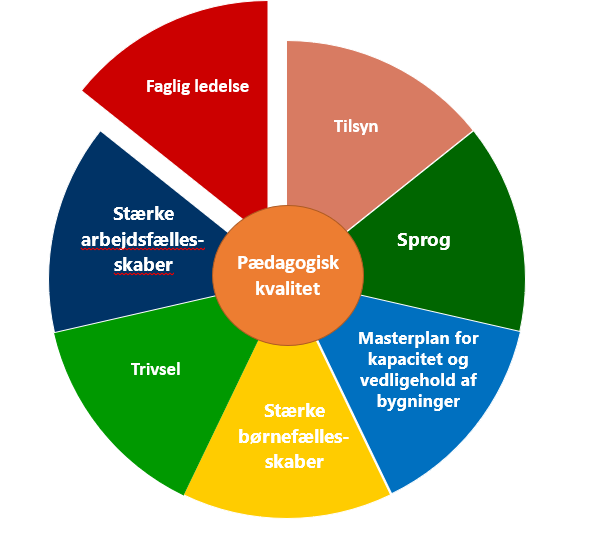 Faglig ledelse
Tilsyn
Sprog
Masterplan for
kapacitet og
vedligehold af
bygninger
Stærke
børnefælles-
skaber
Trivsel
Stærke
arbejdsfælles-
skaber
Pædagogisk
kvalitet